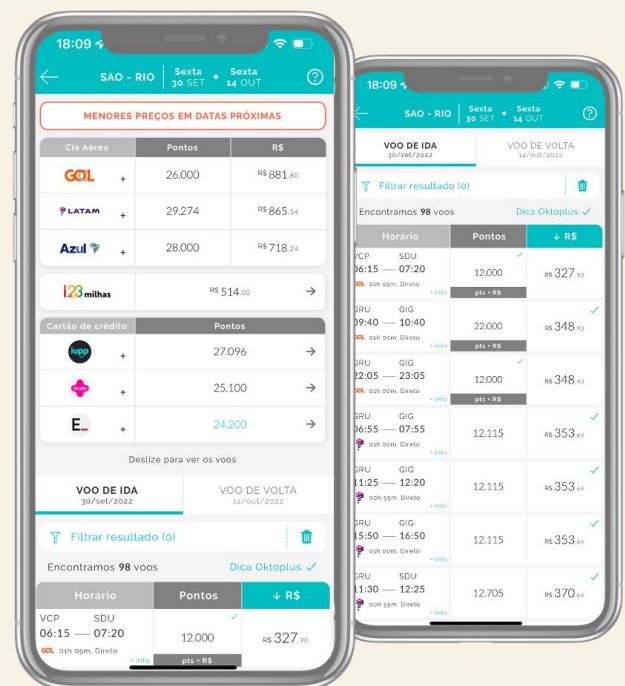 18:09
SAO - RIO
Sexta
30 SET
Sexta
14 OUT
?
MENORES PREÇOS EM DATAS PRÓXIMAS
Cia Aérea Pontos R$
GOL + 26.000 R$ 881,80
LATAM + 29.274 R$ 865,54
Azul + 28.000 R$ 718,24
123 milhas R$ 514,00 →
Cartão de crédito Pontos
iupp + 27.096 →
+ 25.100 →
E_ + 24.200 →
Deslize para ver os voos
VOO DE IDA VOO DE VOLTA
30/set/2022 14/out/2022
Filtrar resultado (0)
Encontramos 98 voos Dica Oktoplus: ✓
Horário Pontos ↓ R$
VCP SDU
06:15 — 07:20 12.000 R$ 327,90
GOL 01h 05m, Direto
+ info pts + R$
18:09
SAO - RIO
Sexta
30 SET
Sexta
14 OUT
?
VOO DE IDA VOO DE VOLTA
30/set/2022 14/out/2022
Filtrar resultado (0)
Encontramos 98 voos Dica Oktoplus: ✓
Horário Pontos ↓ R$
VCP SDU
06:15 — 07:20 12.000 R$ 327,90
GOL 01h 05m, Direto
+ info pts + R$
GRU GIG
09:40 — 10:40 22.000 R$ 348,90
GOL 01h 00m, Direto
+ info pts + R$
GRU GIG
22:05 — 23:05 12.000 R$ 348,90
GOL 01h 00m, Direto
+ info pts + R$
GRU GIG
06:55 — 07:55 12.115 R$ 353,64
01h 00m, Direto
+ info
GRU GIG
11:25 — 12:20 12.115 R$ 353,64
00h 55m, Direto
+ info
GRU GIG
15:50 — 16:50 12.115 R$ 353,64
01h 00m, Direto
+ info
GRU SDU
11:30 — 12:25 12.705 R$ 370,64
00h 55m, Direto
+ info